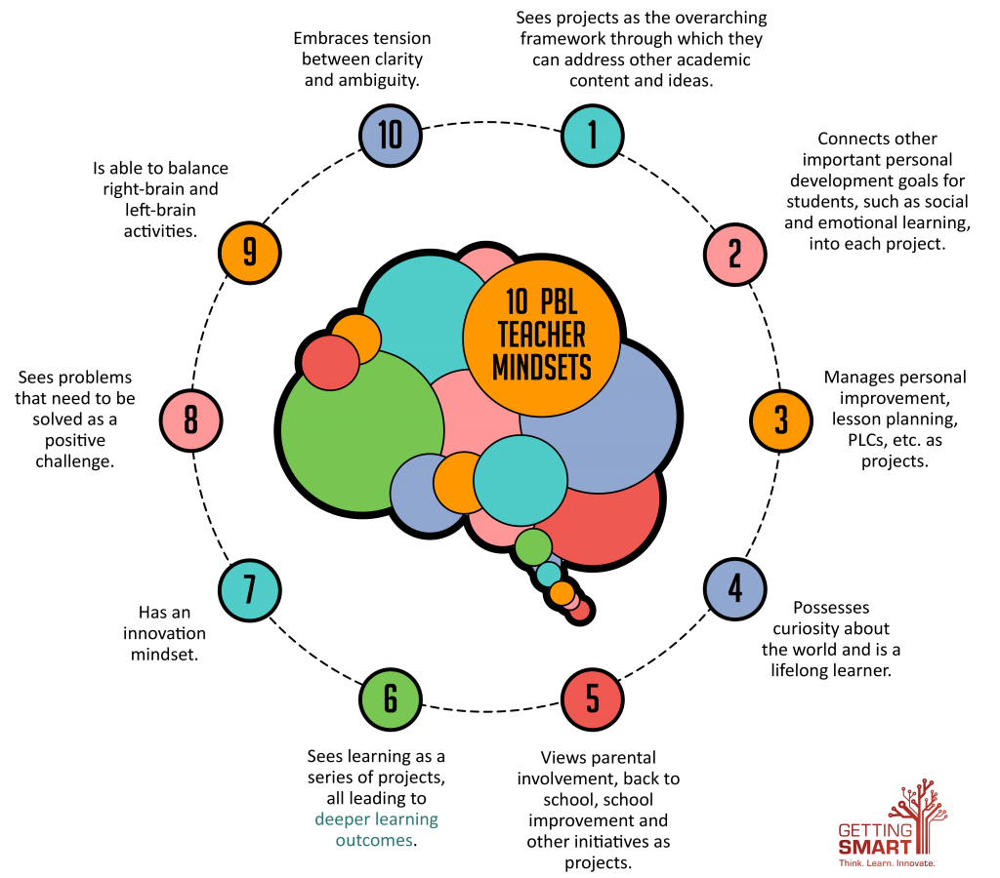 10 PBL
TEACHER
MINDSETS
1
Sees projects as the overarching
framework through which they
can address other academic
content and ideas.
2
Connects other
important personal
development goals for
students, such as social
and emotional learning,
into each project.
3
Manages personal
improvement,
lesson planning,
PLCs, etc. as
projects.
4
Possesses
curiosity about
the world and is a
lifelong learner.
5
Views parental
involvement, back to
school, school
improvement and
other initiatives as
projects.
6
Sees learning as a
series of projects,
all leading to
deeper learning
outcomes.
7
Has an
innovation
mindset.
8
Sees problems
that need to be
solved as a
positive
challenge.
9
Is able to balance
right-brain and
left-brain
activities.
10
Embraces tension
between clarity
and ambiguity.
GETTING
SMART
Think. Learn. Innovate.